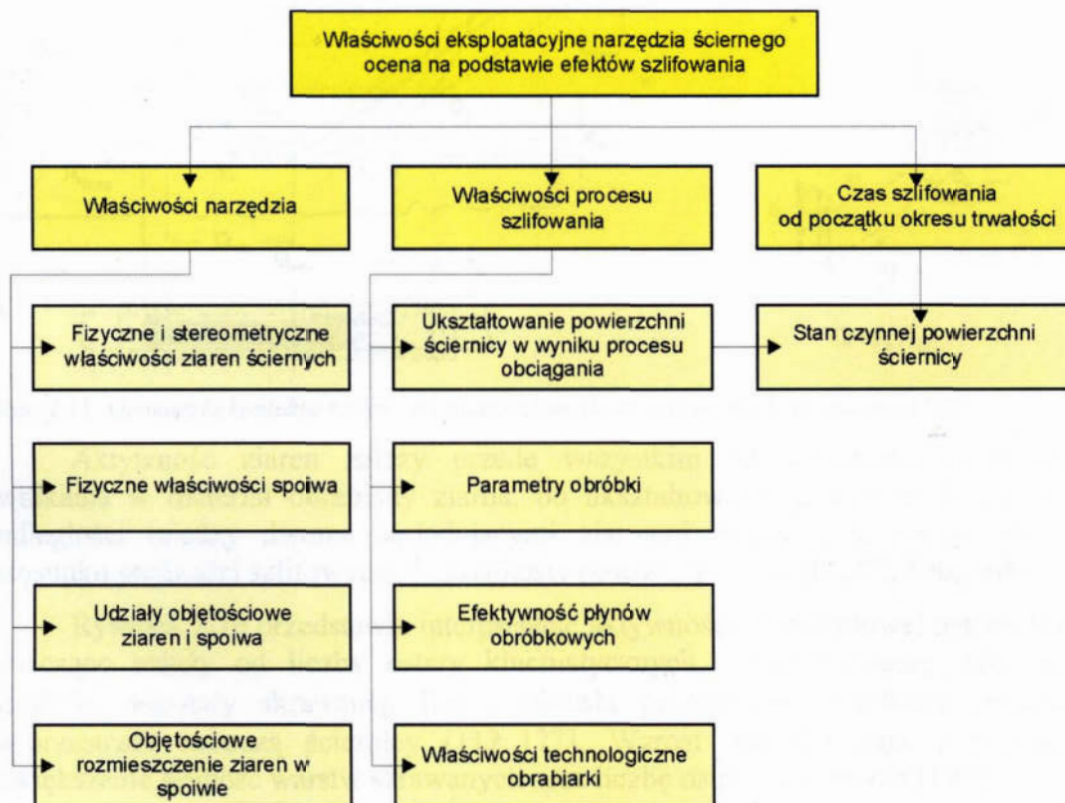 Właściwości eksploatacyjne narzędzia ściernego
ocena na podstawie efektów szlifowania
Właściwości narzędzia
Właściwości procesu
szlifowania
Czas szlifowania
od początku okresu trwałości
Fizyczne i stereometryczne
właściwości ziaren ściernych
Ukształtowanie powierzchni
ściernicy w wyniku procesu
obciągania
Stan czynnej powierzchni
ściernicy
Fizyczne właściwości spoiwa
Parametry obróbki
Udziały objętościowe
ziaren i spoiwa
Efektywność płynów
obróbkowych
Objętościowe
rozmieszczenie ziaren w
spoiwie
Właściwości technologiczne
obrabiarki